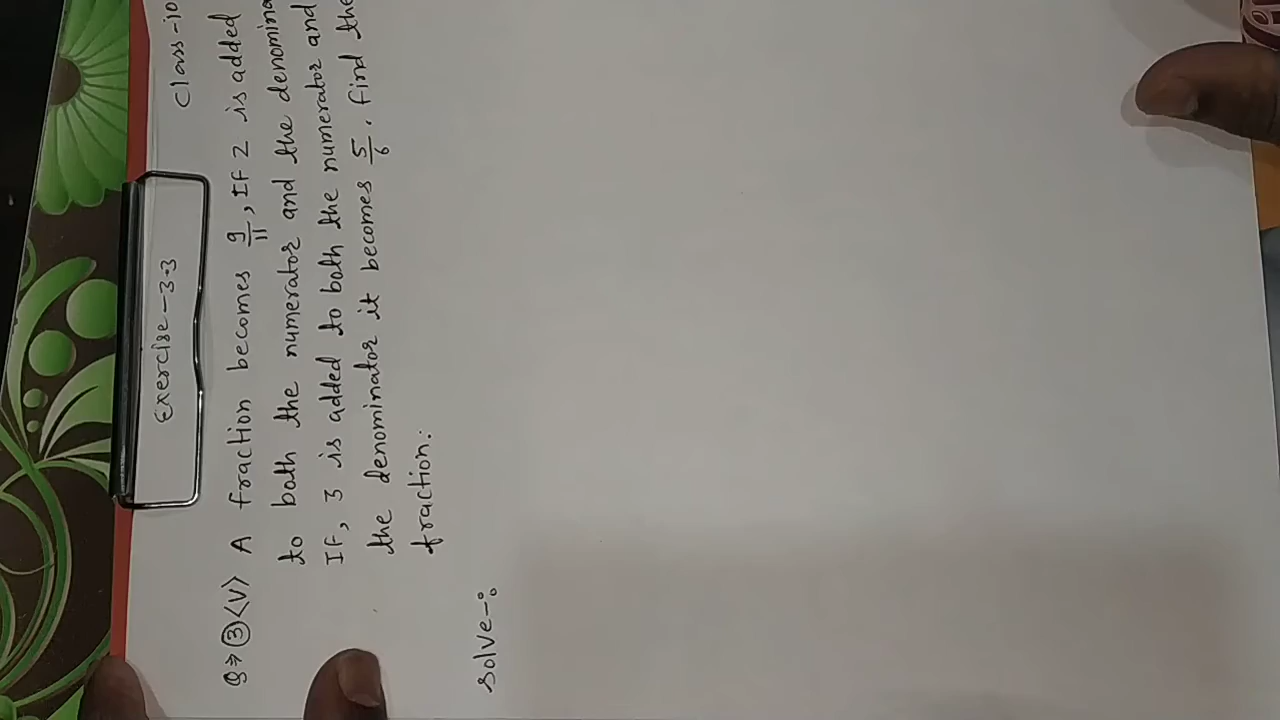 Exercise-3.3
Class-10
Q⇒ ③<V> A fraction becomes 9/11, IF 2 is added
to both the numerator and the denomina
IF, 3 is added to both the numerator and
the denominator it becomes 5/6. Find the
fraction.
Solve-: